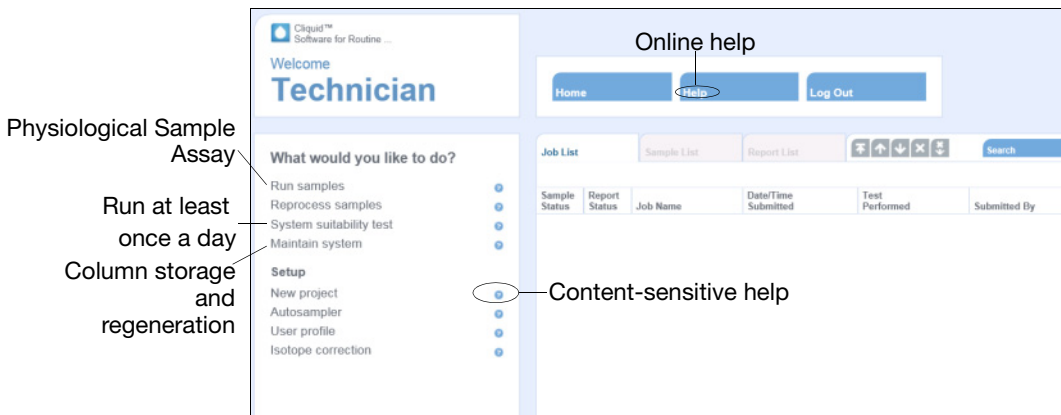 Cliquid™
Software for Routine ...
Welcome
Technician
Online help
Home
Help
Log Out
Physiological Sample
Assay
Run at least
once a day
Column storage
and
regeneration
What would you like to do?
Run samples
Reprocess samples
System suitability test
Maintain system
Setup
New project
Autosampler
User profile
Isotope correction
Content-sensitive help
Job List
Sample List
Report List
Search
Sample Status
Report Status
Job Name
Date/Time Submitted
Test Performed
Submitted By